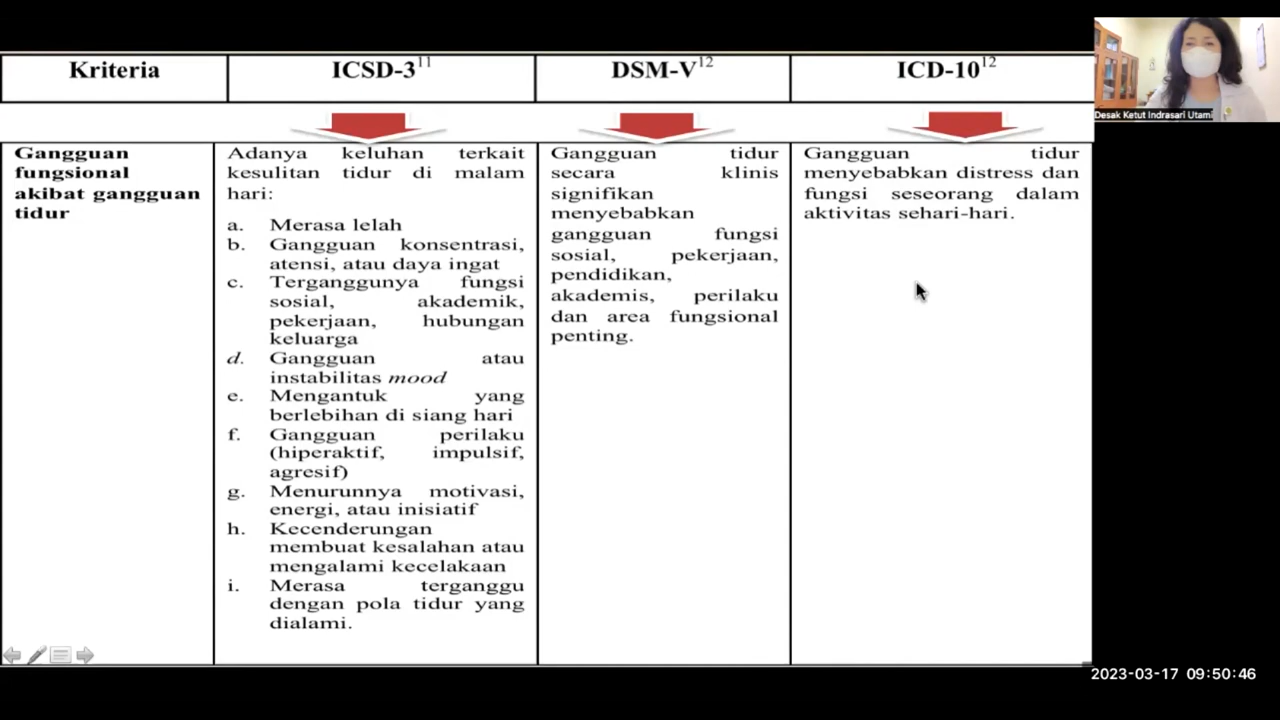 Kriteria
ICSD-3¹¹
DSM-V¹²
ICD-10¹²
Gangguan
fungsional
akibat gangguan
tidur
Adanya keluhan terkait
kesulitan tidur di malam
hari:
a. Merasa lelah
b. Gangguan konsentrasi,
atensi, atau daya ingat
c. Terganggunya fungsi
sosial, akademik,
pekerjaan, hubungan
keluarga
d. Gangguan atau
instabilitas mood
e. Mengantuk yang
berlebihan di siang hari
f. Gangguan perilaku
(hiperaktif, impulsif,
agresif)
g. Menurunnya motivasi,
energi, atau inisiatif
h. Kecenderungan
membuat kesalahan atau
mengalami kecelakaan
i. Merasa terganggu
dengan pola tidur yang
dialami.
Gangguan tidur
secara klinis
signifikan
menyebabkan
gangguan fungsi
sosial, pekerjaan,
pendidikan,
akademis, perilaku
dan area fungsional
penting.
Gangguan tidur
menyebabkan distress dan
fungsi seseorang dalam
aktivitas sehari-hari.
Desak Ketut Indrasari Utami
2023-03-17 09:50:46